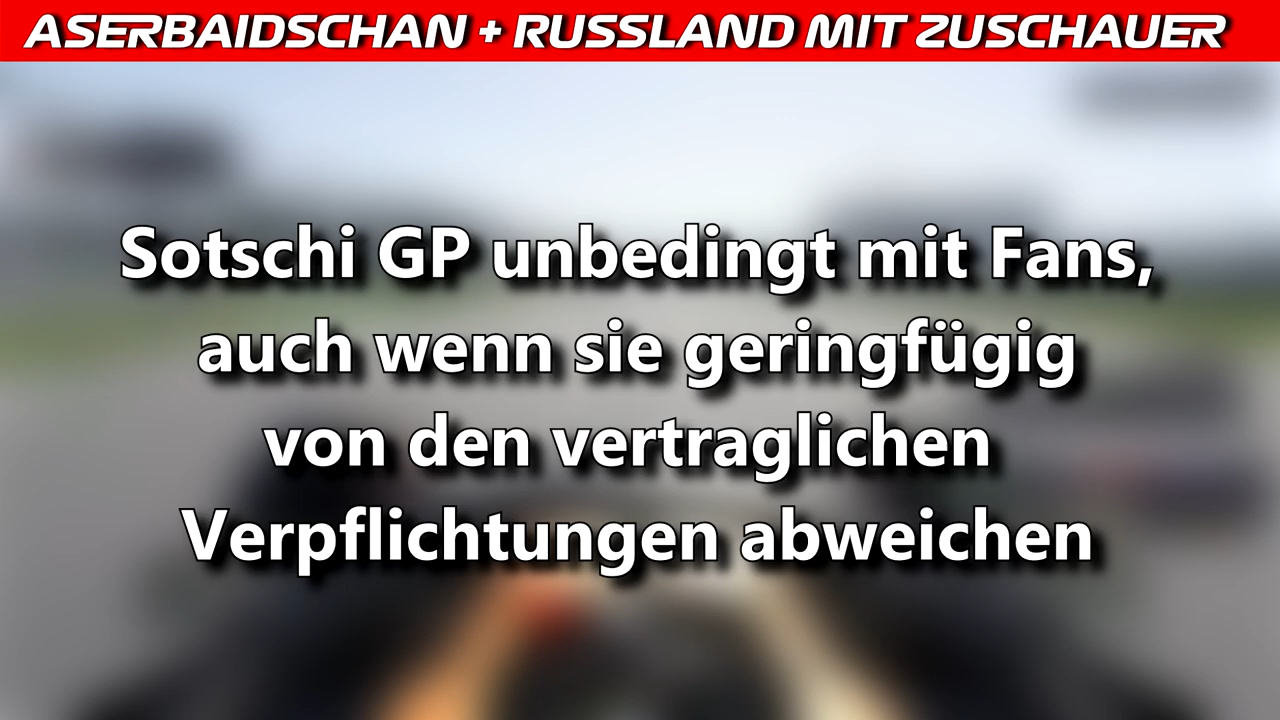 ASERBAIDSCHAN + RUSSLAND MIT ZUSCHAUER
Sotschi GP unbedingt mit Fans,
auch wenn sie geringfügig
von den vertraglichen
Verpflichtungen abweichen